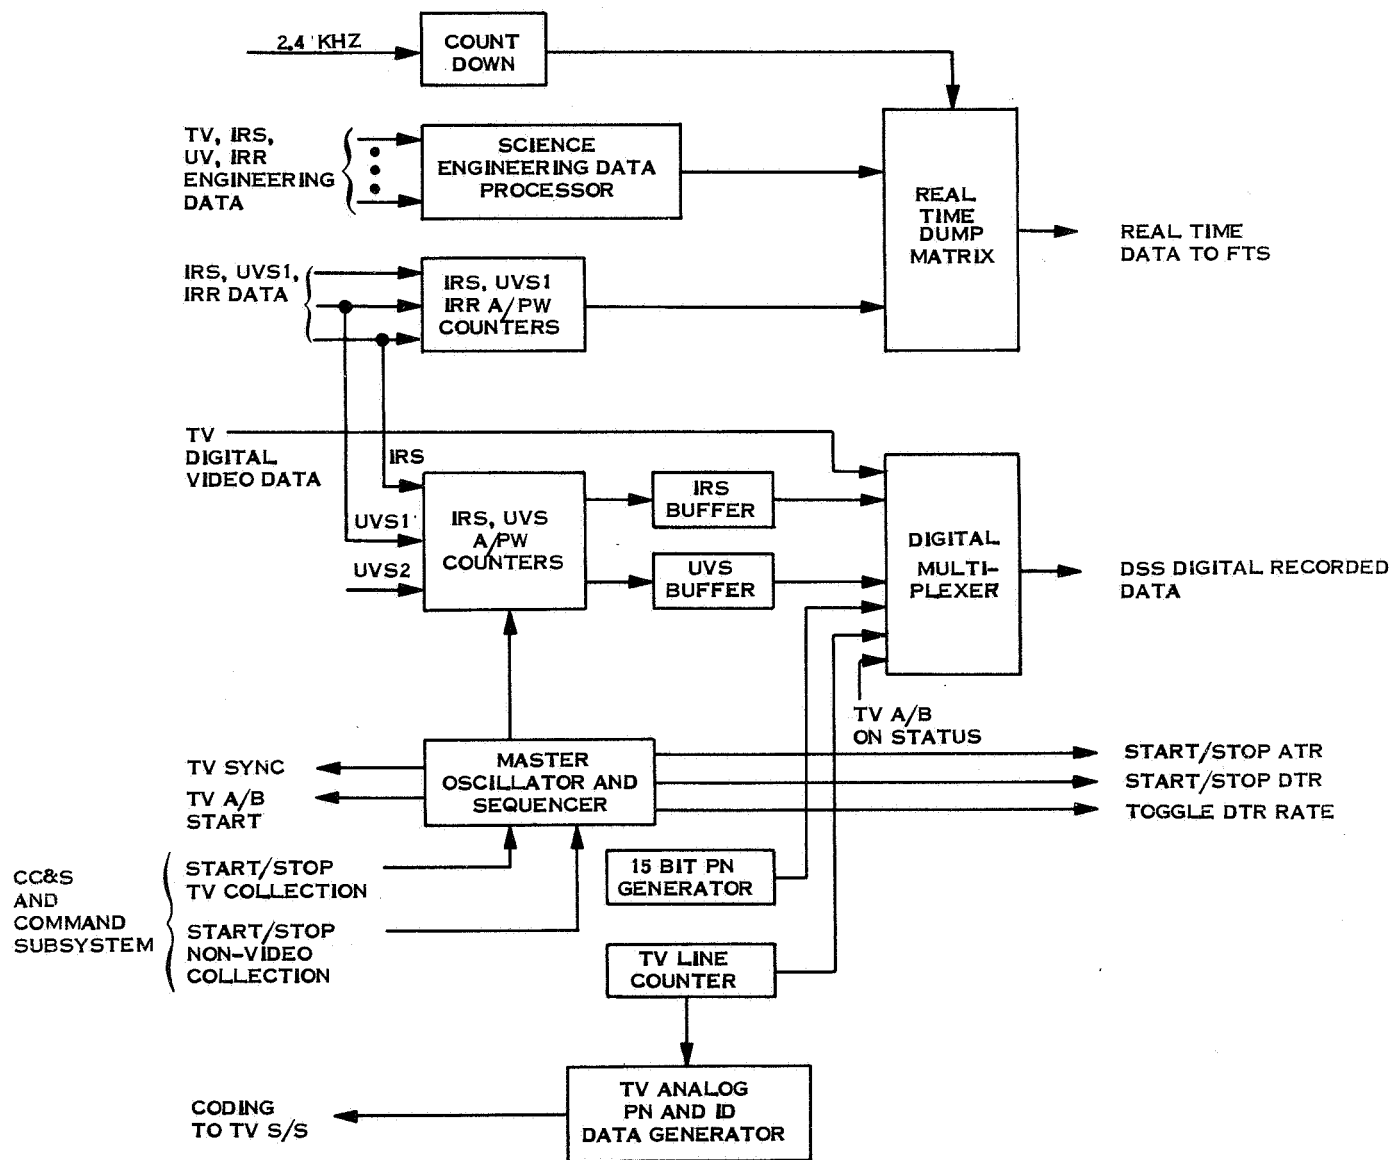 2.4 KHZ
COUNT
DOWN
TV, IRS,
UV, IRR
ENGINEERING
DATA
SCIENCE
ENGINEERING DATA
PROCESSOR
REAL
TIME
DUMP
MATRIX
REAL TIME
DATA TO FTS
IRS, UVS1,
IRR DATA
IRS, UVS1
IRR A/PW
COUNTERS
TV
DIGITAL
VIDEO DATA
IRS
UVS1
UVS2
IRS, UVS
A/PW
COUNTERS
IRS
BUFFER
UVS
BUFFER
DIGITAL
MULTI-
PLEXER
DSS DIGITAL RECORDED
DATA
TV A/B
ON STATUS
TV SYNC
TV A/B
START
MASTER
OSCILLATOR AND
SEQUENCER
START/STOP ATR
START/STOP DTR
TOGGLE DTR RATE
CC&S
AND
COMMAND
SUBSYSTEM
START/STOP
TV COLLECTION
START/STOP
NON-VIDEO
COLLECTION
15 BIT PN
GENERATOR
TV LINE
COUNTER
TV ANALOG
PN AND ID
DATA GENERATOR
CODING
TO TV S/S